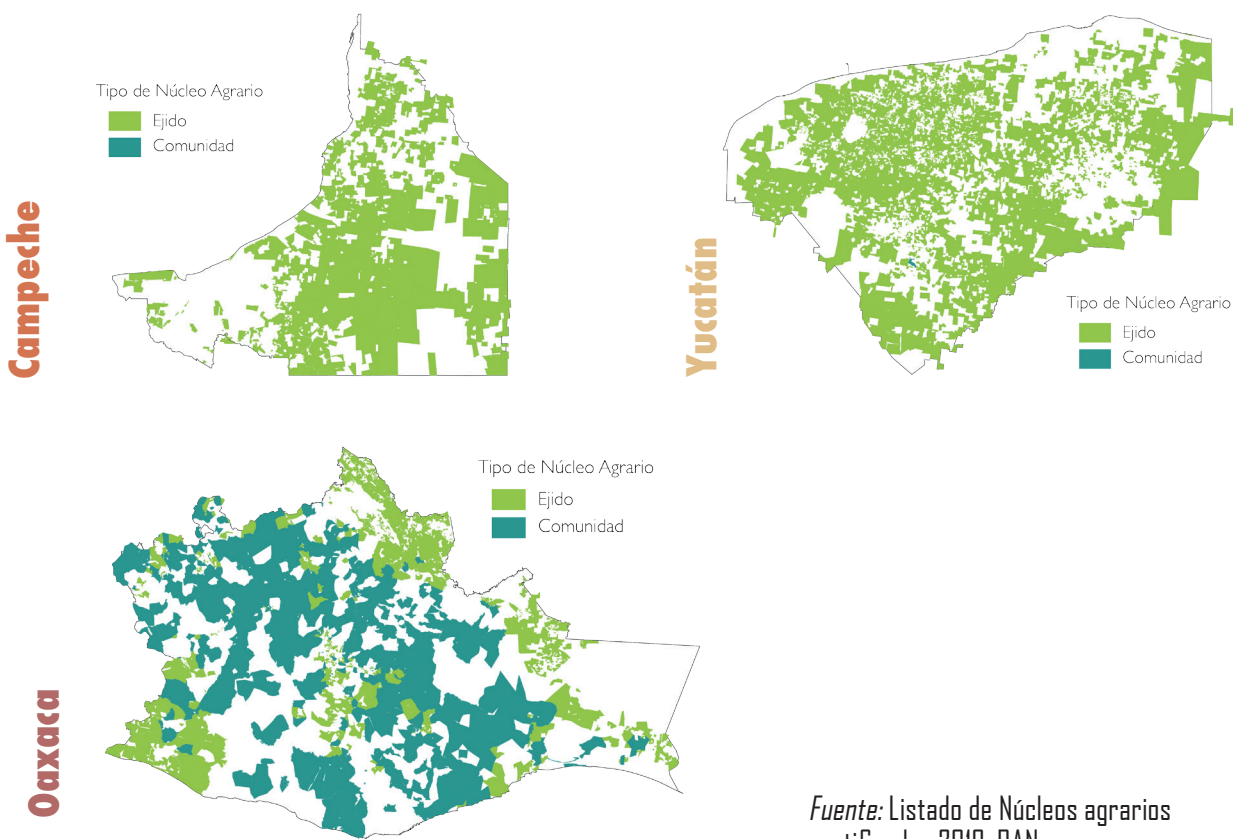 Campeche
Tipo de Núcleo Agrario
Ejido
Comunidad
Yucatán
Tipo de Núcleo Agrario
Ejido
Comunidad
Oaxaca
Tipo de Núcleo Agrario
Ejido
Comunidad
Fuente: Listado de Núcleos agrarios